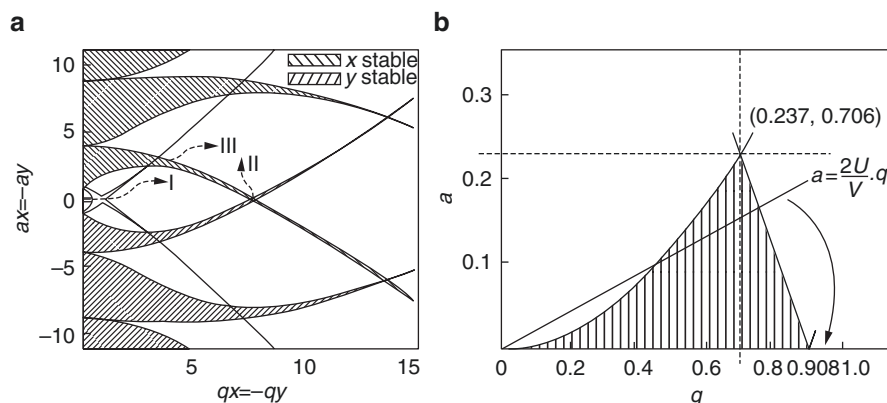 a
10
5
0
−5
−10
ax=−ay
x stable
y stable
III
II
I
5
10
15
qx=−qy
b
0.3
0.2
0.1
a
(0.237, 0.706)
a=2U/V.q
0
0.2
0.4
0.6
0.8
0.908
1.0
q